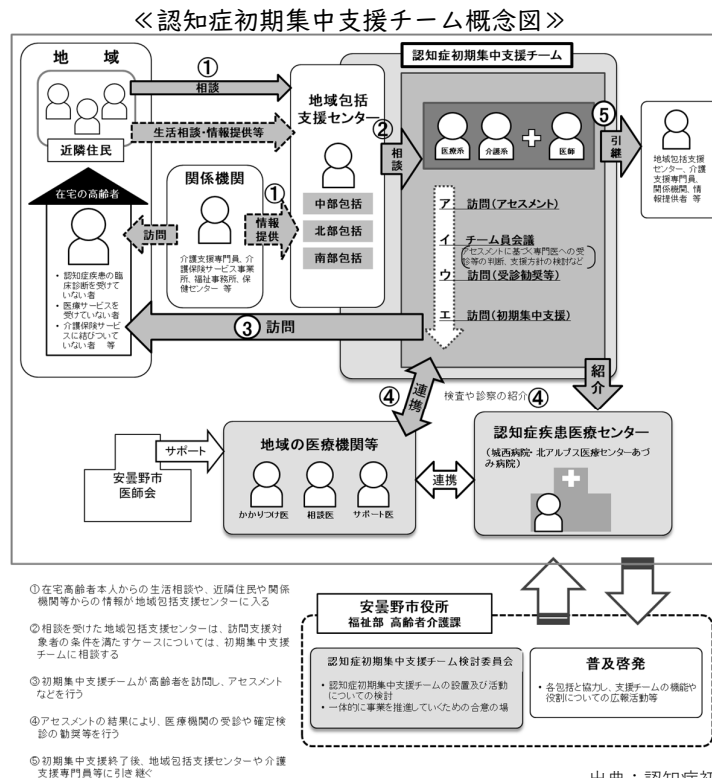 ≪認知症初期集中支援チーム概念図≫
地　域
近隣住民
①
相談
生活相談・情報提供等
在宅の高齢者
・認知症疾患の臨
床診断を受けて
いない者
・医療サービスを
受けていない者
・介護保険サービ
スに結びついて
いない者　等
訪問
関係機関
介護支援専門員、介
護保険サービス事業
所、福祉事務所、保
健センター　等
①
情報
提供
地域包括
支援センター
中部包括
北部包括
南部包括
②
相談
認知症初期集中支援チーム
医療系
介護系
医師
ア　訪問（アセスメント）
イ　チーム員会議
アセスメントに基づく専門医への受
診等の判断、支援方針の検討など
ウ　訪問（受診勧奨等）
エ　訪問（初期集中支援）
⑤
引継
地域包括支援
センター、介護
支援専門員、
関係機関、情
報提供者　等
③訪問
④
連携
検査や診察の紹介④
紹介
安曇野市
医師会
サポート
地域の医療機関等
かかりつけ医
相談医
サポート医
連携
認知症疾患医療センター
（城西病院・北アルプス医療センターあづ
み病院）
①在宅高齢者本人からの生活相談や、近隣住民や関係
機関等からの情報が地域包括支援センターに入る
②相談を受けた地域包括支援センターは、訪問支援対
象者の条件を満たすケースについては、初期集中支援
チームに相談する
③初期集中支援チームが高齢者を訪問し、アセスメント
などを行う
④アセスメントの結果により、医療機関の受診や確定検
診の勧奨等を行う
⑤初期集中支援終了後、地域包括支援センターや介護
支援専門員等に引き継ぐ
安曇野市役所
福祉部 高齢者介護課
認知症初期集中支援チーム検討委員会
・認知症初期集中支援チームの設置及び活動
についての検討
・一体的に事業を推進していくための合意の場
普及啓発
・各包括と協力し、支援チームの機能や
役割についての広報活動等
出典：認知症初